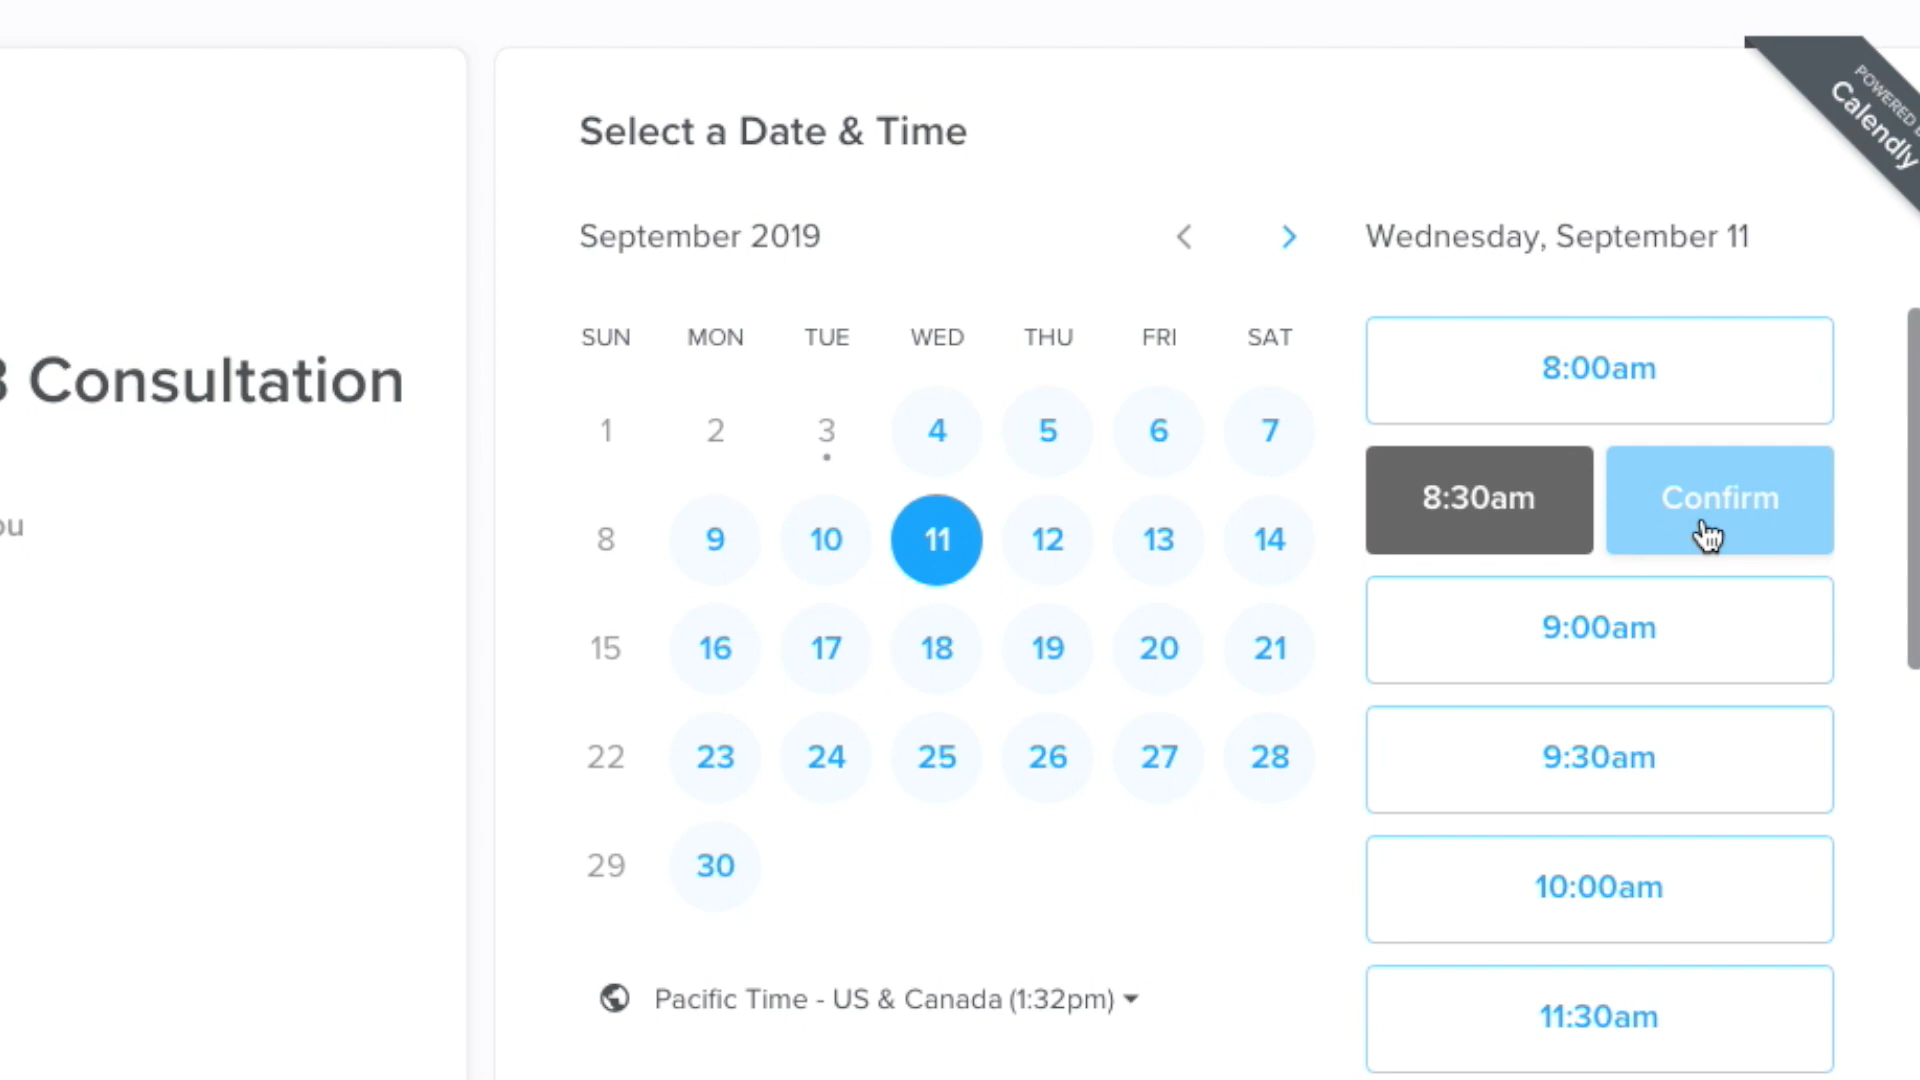 POWERED
Calendly
Select a Date & Time
September 2019
Wednesday, September 11
SUN MON TUE WED THU FRI SAT
1 2 3 4 5 6 7
8 9 10 11 12 13 14
15 16 17 18 19 20 21
22 23 24 25 26 27 28
29 30
Pacific Time - US & Canada (1:32pm)
8:00am
8:30am Confirm
9:00am
9:30am
10:00am
11:30am
Consultation